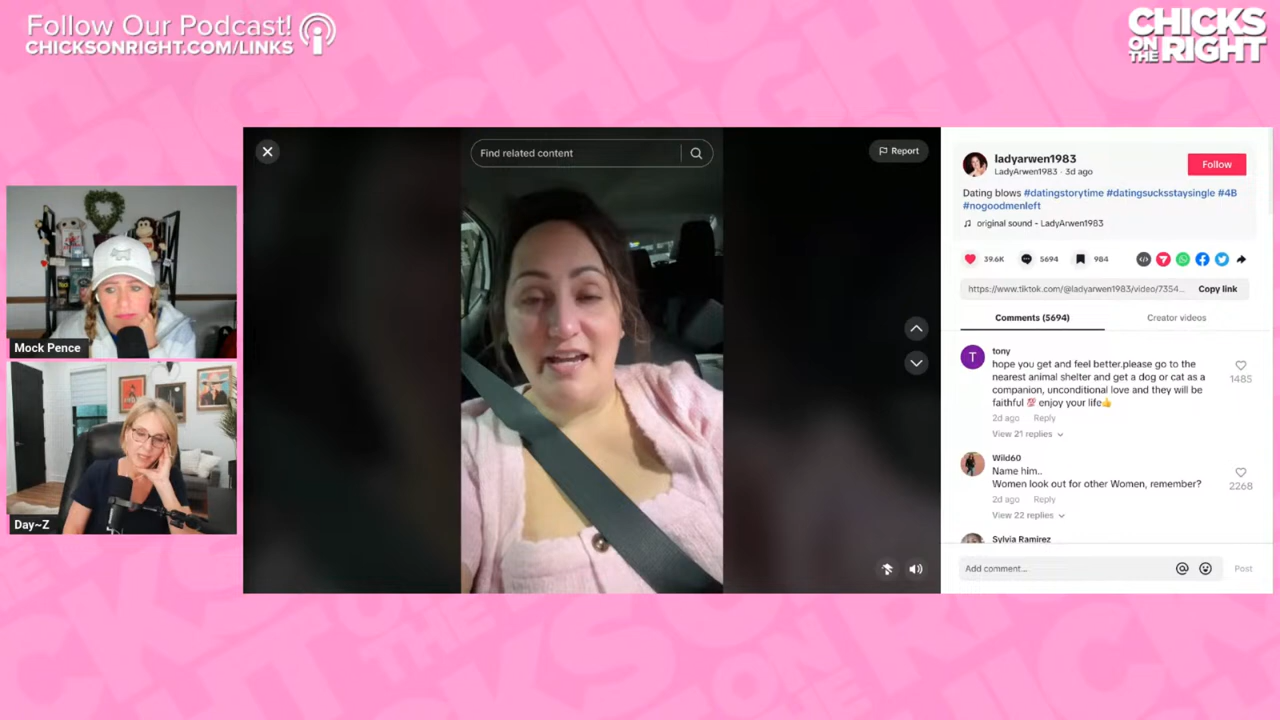 Follow Our Podcast!
CHICKSONRIGHT.COM/LINKS
CHICKS
ON THE RIGHT
Mock Pence
Day~Z
Find related content
Report
ladyarwen1983
LadyArwen1983 · 3d ago
Follow
Dating blows #datingstorytime #datingsucksstaysingle #4B
#nogoodmenleft
original sound - LadyArwen1983
39.6K
5694
984
https://www.tiktok.com/@ladyarwen1983/video/7354...
Copy link
Comments (5694)
Creator videos
T
tony
hope you get and feel better.please go to the
nearest animal shelter and get a dog or cat as a
companion, unconditional love and they will be
faithful 💯 enjoy your life👍
1485
2d ago Reply
View 21 replies
Wild60
Name him..
Women look out for other Women, remember?
2268
2d ago Reply
View 22 replies
Sylvia Ramirez
Add comment...
Post